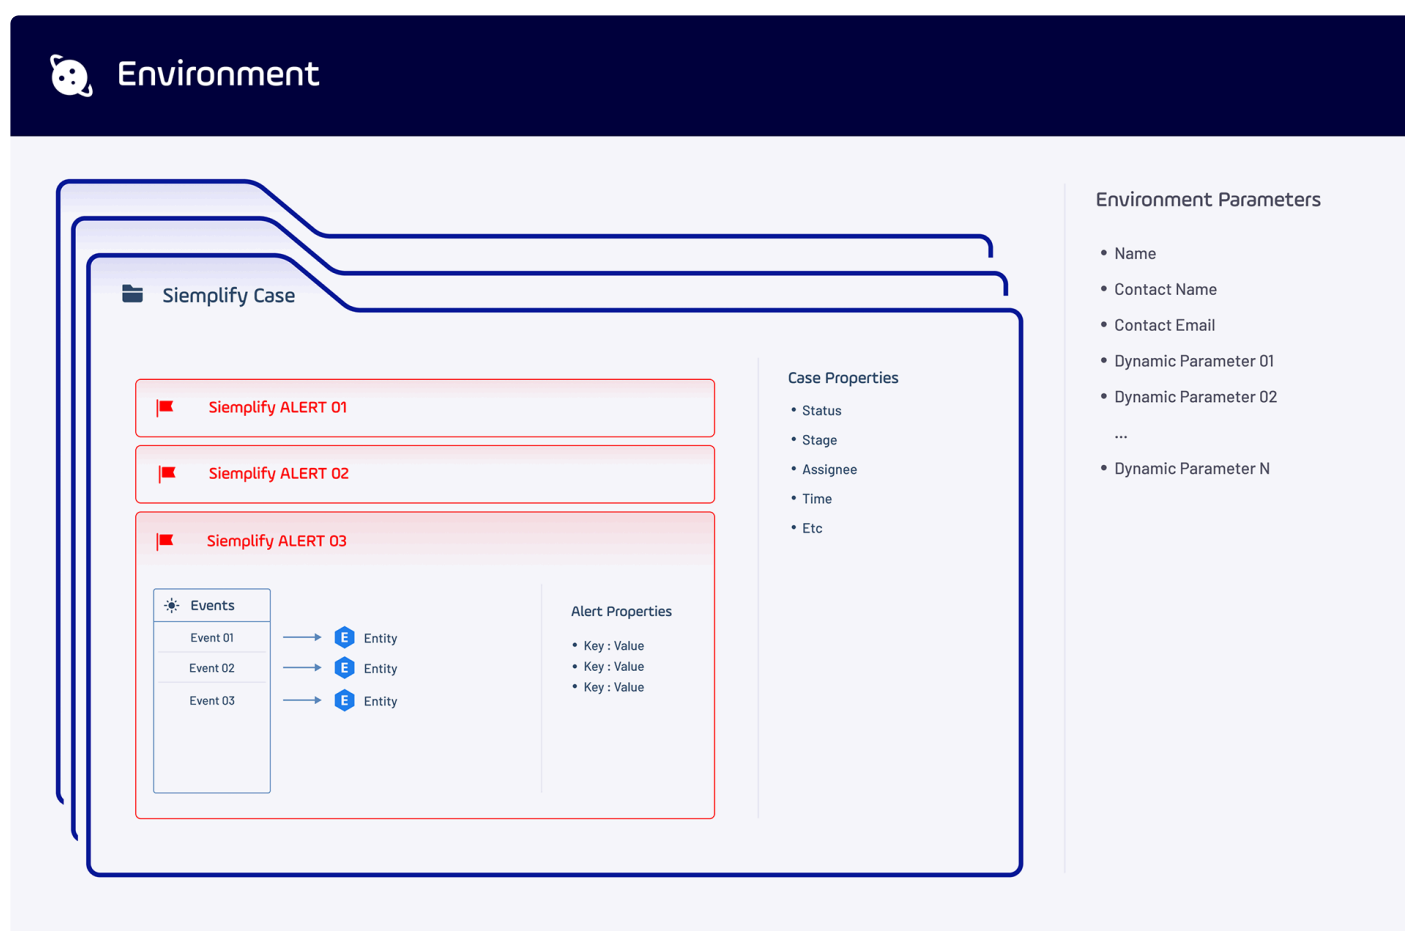 Environment
Siemplify Case
Siemplify ALERT 01
Siemplify ALERT 02
Siemplify ALERT 03
Events
Event 01
E Entity
Event 02
E Entity
Event 03
E Entity
Alert Properties
• Key : Value
• Key : Value
• Key : Value
Case Properties
• Status
• Stage
• Assignee
• Time
• Etc
Environment Parameters
• Name
• Contact Name
• Contact Email
• Dynamic Parameter 01
• Dynamic Parameter 02
...
• Dynamic Parameter N